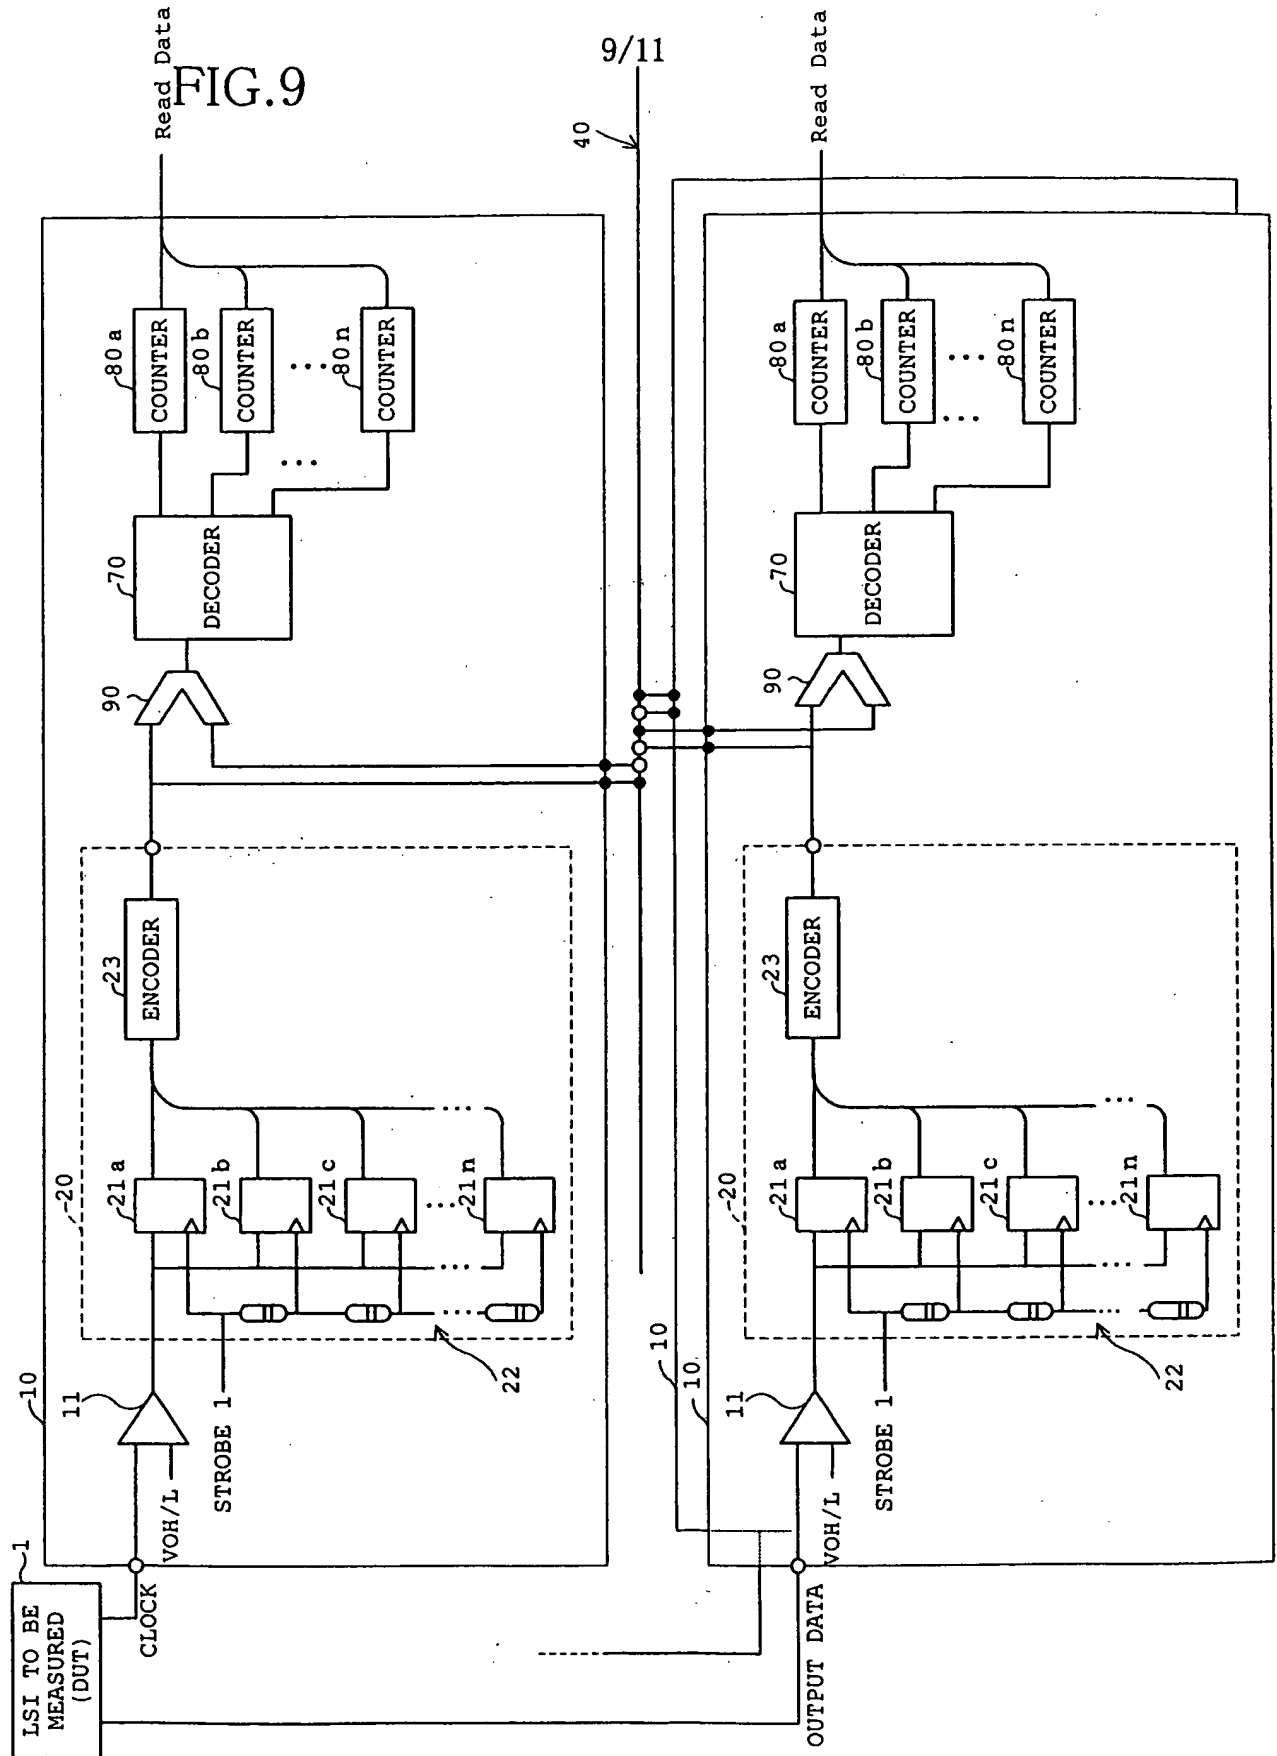 9/11
FIG.9
LSI TO BE
MEASURED
(DUT)
1
CLOCK
10
11
VOH/L
STROBE 1
20
21a
21b
21c
...
21n
...
...
...
22
23
ENCODER
90
70
DECODER
80a
COUNTER
80b
COUNTER
...
...
80n
COUNTER
Read Data
40
10
10
OUTPUT DATA
11
VOH/L
STROBE 1
20
21a
21b
21c
...
21n
...
...
...
22
23
ENCODER
90
70
DECODER
80a
COUNTER
80b
COUNTER
...
...
80n
COUNTER
Read Data